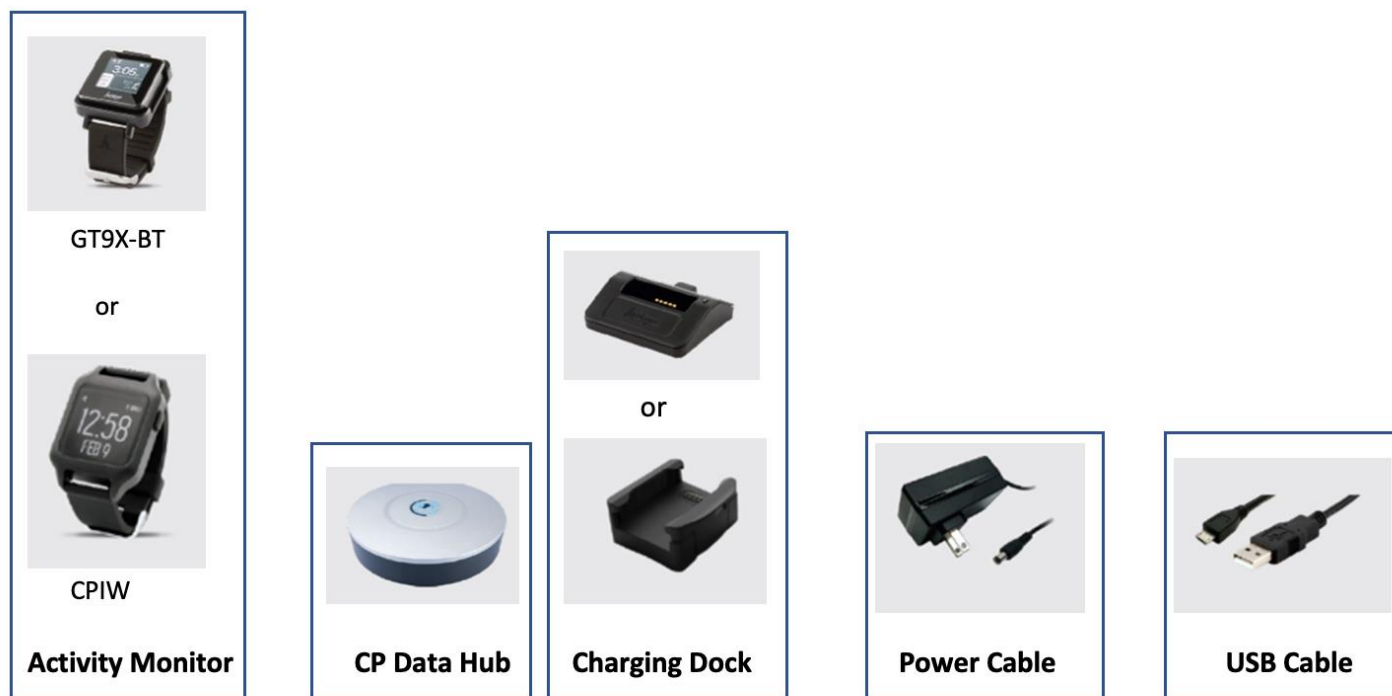 3:05
GT9X-BT
or
12:58
FEB 9
CPIW
Activity Monitor
CP Data Hub
or
Charging Dock
Power Cable
USB Cable